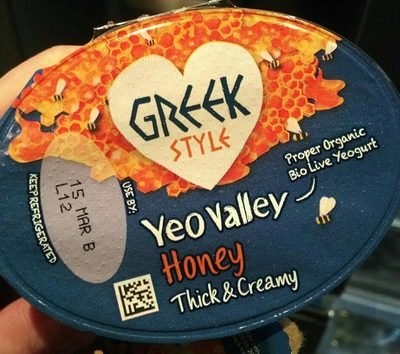 GREEK
STYLE
Proper Organic
Bio Live Yeogurt
USE BY:
15 MAR B
L12
KEEP REFRIGERATED
Yeo Valley
Honey
Thick & Creamy